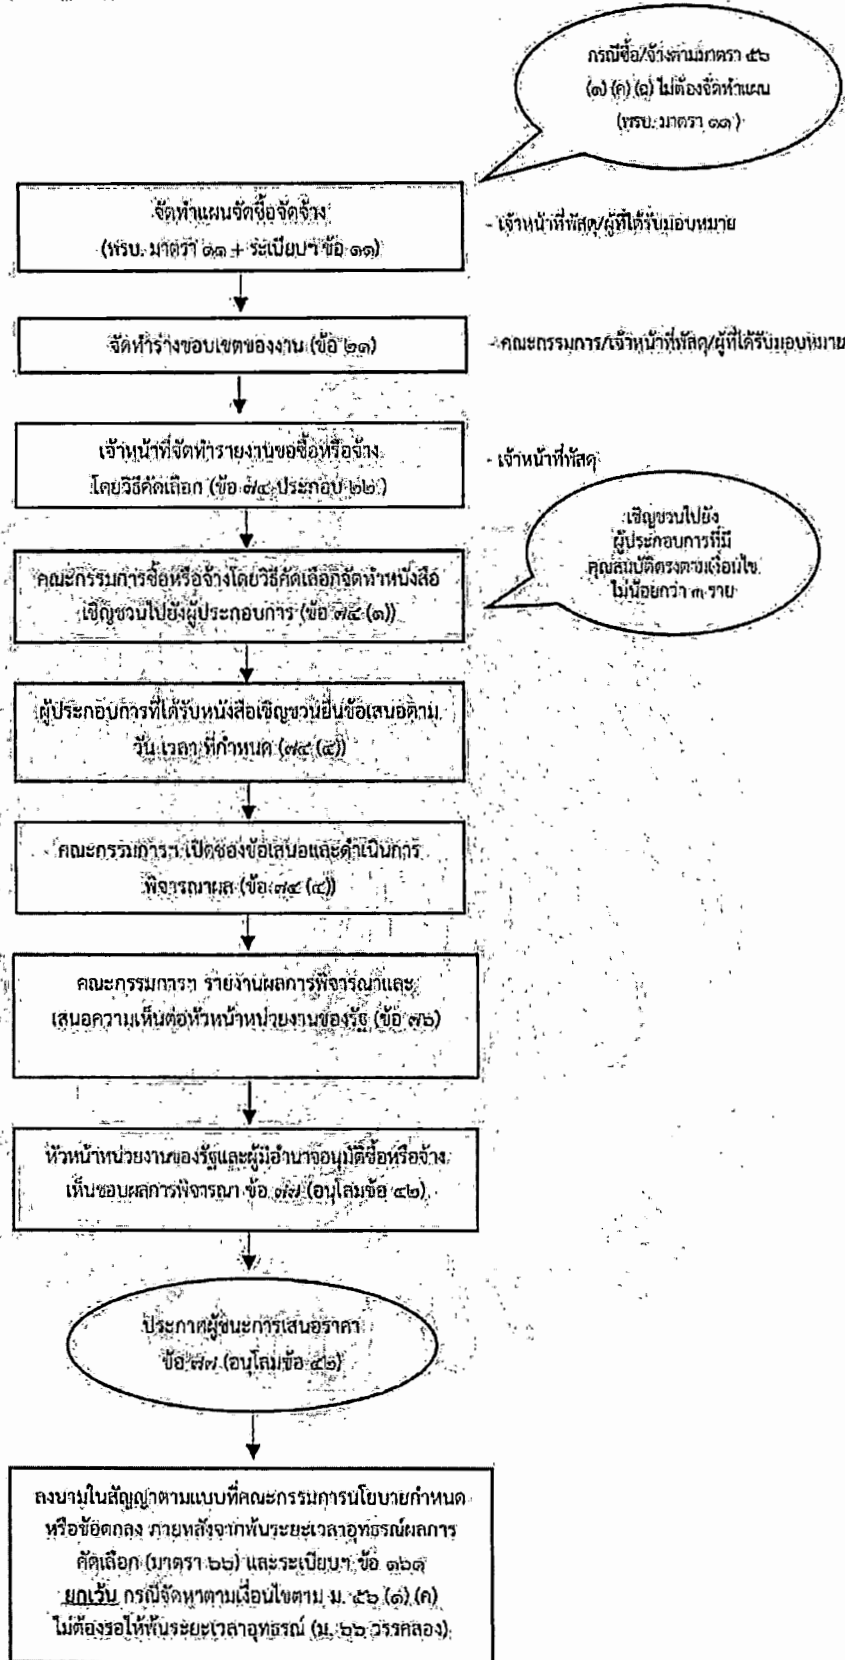 กรณีซื้อ/จ้างตามมาตรา ๕๖
(๑) (ค) (ฉ) ไม่ต้องจัดทำแผน
(พรบ. มาตรา ๑๑)
จัดทำแผนจัดซื้อจัดจ้าง
(พรบ. มาตรา ๑๑ + ระเบียบฯ ข้อ ๑๑)
- เจ้าหน้าที่พัสดุ/ผู้ที่ได้รับมอบหมาย
จัดทำร่างขอบเขตของงาน (ข้อ ๒๑)
- คณะกรรมการ/เจ้าหน้าที่พัสดุ/ผู้ที่ได้รับมอบหมาย
เจ้าหน้าที่จัดทำรายงานขอซื้อหรือจ้าง
โดยวิธีคัดเลือก (ข้อ ๗๔ ประกอบ ๒๒ )
- เจ้าหน้าที่พัสดุ
เชิญชวนไปยัง
ผู้ประกอบการที่มี
คุณสมบัติตรงตามเงื่อนไข
ไม่น้อยกว่า ๓ ราย
คณะกรรมการซื้อหรือจ้างโดยวิธีคัดเลือกจัดทำหนังสือ
เชิญชวนไปยังผู้ประกอบการ (ข้อ ๗๔ (๑))
ผู้ประกอบการที่ได้รับหนังสือเชิญชวนยื่นข้อเสนอตาม
วัน เวลา ที่กำหนด (๗๔ (๔))
คณะกรรมการฯ เปิดซองข้อเสนอและดำเนินการ
พิจารณาผล (ข้อ ๗๔ (๔))
คณะกรรมการฯ รายงานผลการพิจารณาและ
เสนอความเห็นต่อหัวหน้าหน่วยงานของรัฐ (ข้อ ๗๖)
หัวหน้าหน่วยงานของรัฐและผู้มีอำนาจอนุมัติซื้อหรือจ้าง
เห็นชอบผลการพิจารณา ข้อ ๗๗ (อนุโลมข้อ ๔๒)
ประกาศผู้ชนะการเสนอราคา
ข้อ ๗๗ (อนุโลมข้อ ๔๒)
ลงนามในสัญญาตามแบบที่คณะกรรมการนโยบายกำหนด
หรือข้อตกลง ภายหลังจากพ้นระยะเวลาอุทธรณ์ผลการ
คัดเลือก (มาตรา ๖๖) และระเบียบฯ ข้อ ๑๖๑
ยกเว้น กรณีจัดหาตามเงื่อนไขตาม ม. ๕๖ (๑) (ค)
ไม่ต้องรอให้พ้นระยะเวลาอุทธรณ์ (ม. ๖๖ วรรคสอง)